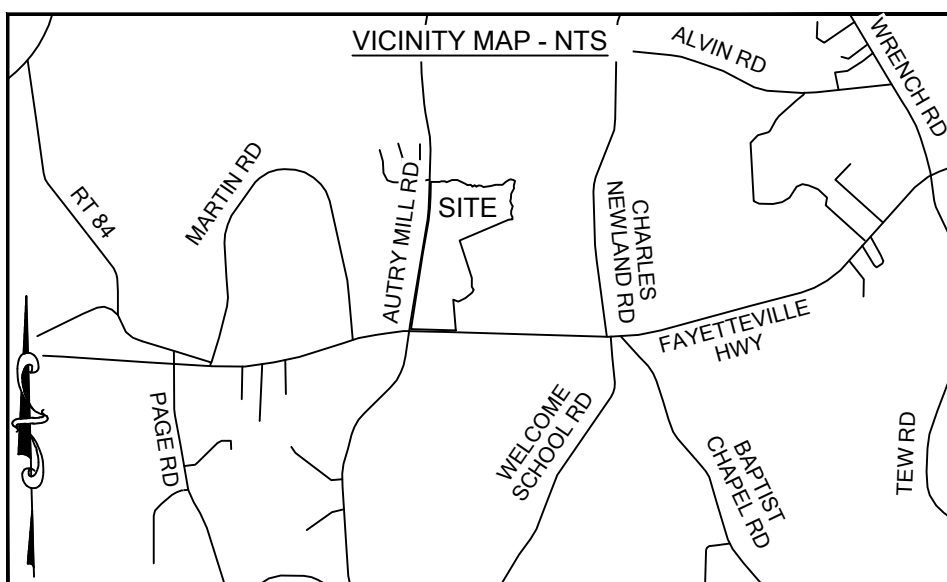 VICINITY MAP - NTS
ALVIN RD
WRENCH RD
RT 84
MARTIN RD
AUTRY MILL RD
SITE
CHARLES
NEWLAND RD
FAYETTEVILLE
HWY
PAGE RD
WELCOME
SCHOOL RD
BAPTIST
CHAPEL RD
TEW RD